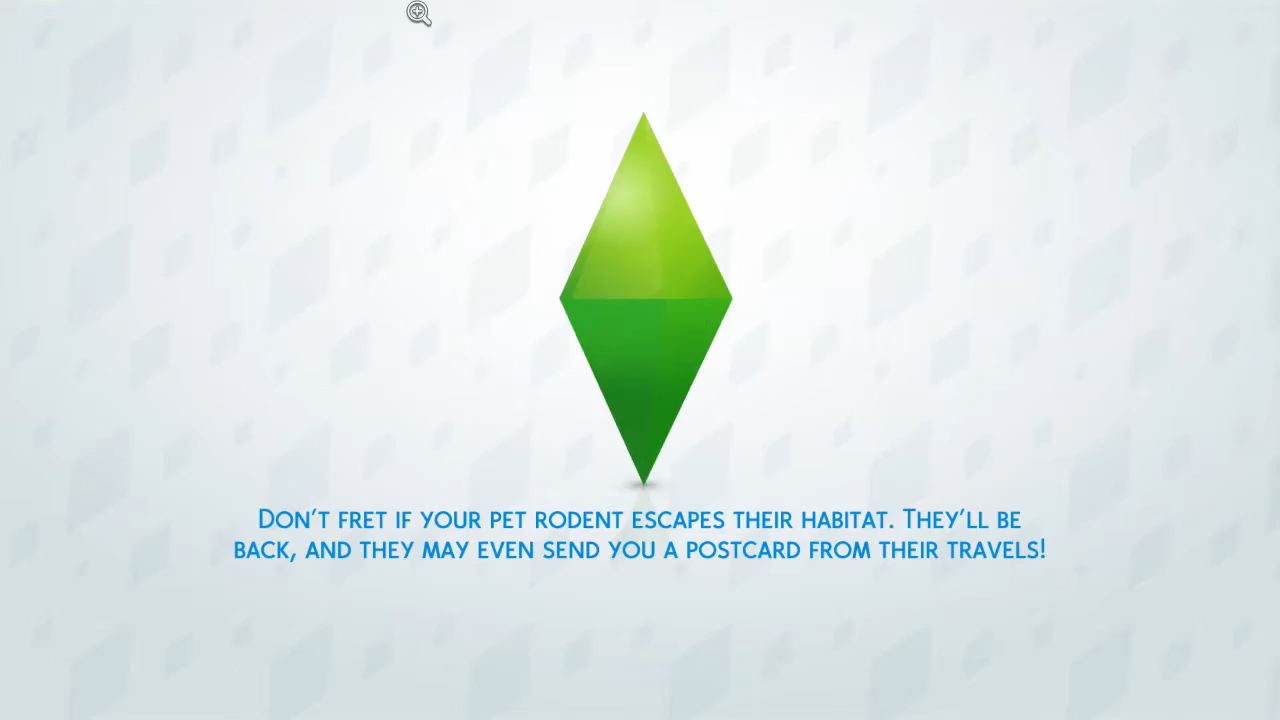 Don't fret if your pet rodent escapes their habitat. They'll be
back, and they may even send you a postcard from their travels!